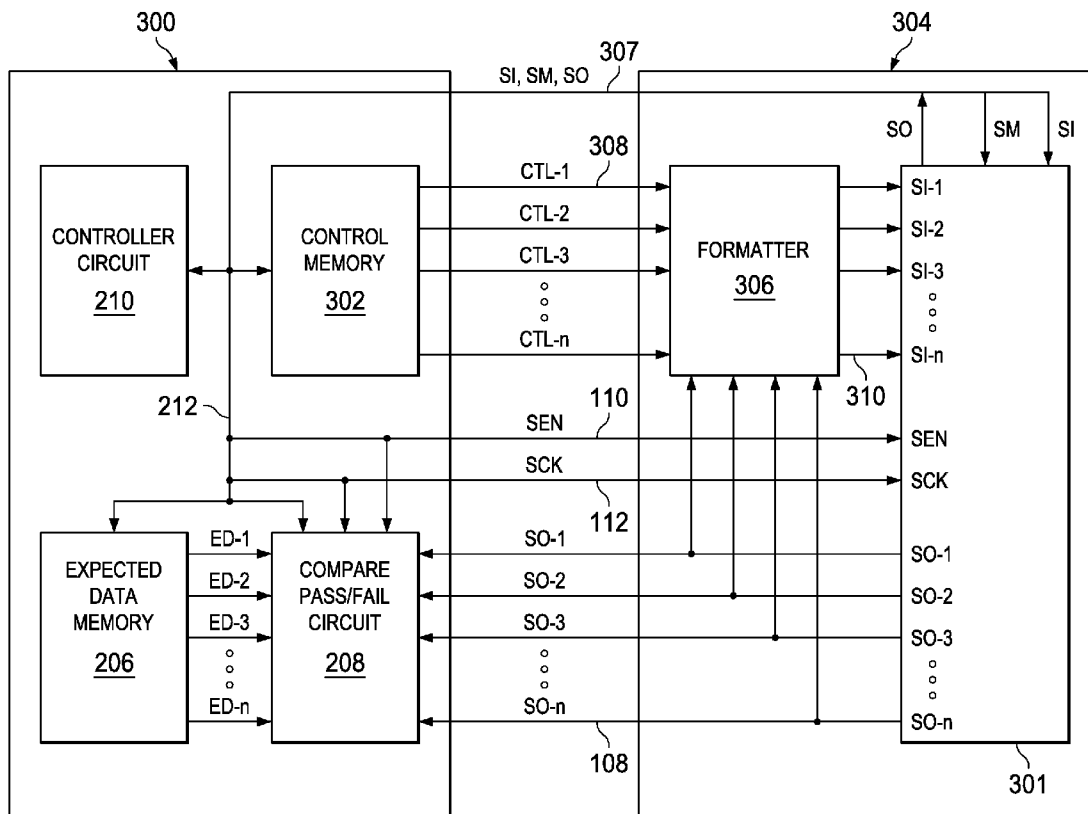 300
304
307
SI, SM, SO
SO
SM
SI
308
CONTROLLER
CIRCUIT
210
CONTROL
MEMORY
302
CTL-1
CTL-2
CTL-3
CTL-n
FORMATTER
306
SI-1
SI-2
SI-3
SI-n
310
212
110
SEN
SEN
SCK
SCK
112
EXPECTED
DATA
MEMORY
206
ED-1
ED-2
ED-3
ED-n
COMPARE
PASS/FAIL
CIRCUIT
208
SO-1
SO-2
SO-3
SO-n
108
SO-1
SO-2
SO-3
SO-n
301